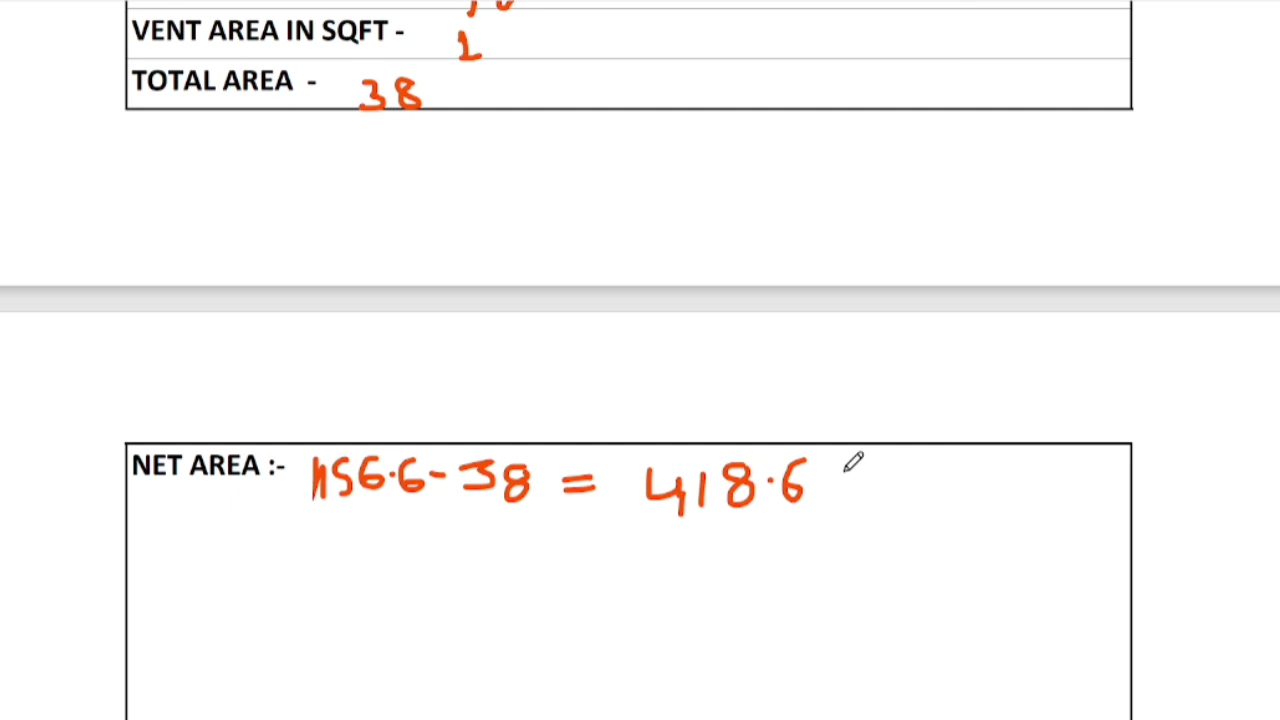 VENT AREA IN SQFT - 1
TOTAL AREA - 38
NET AREA :- 456.6 - 38 = 418.6